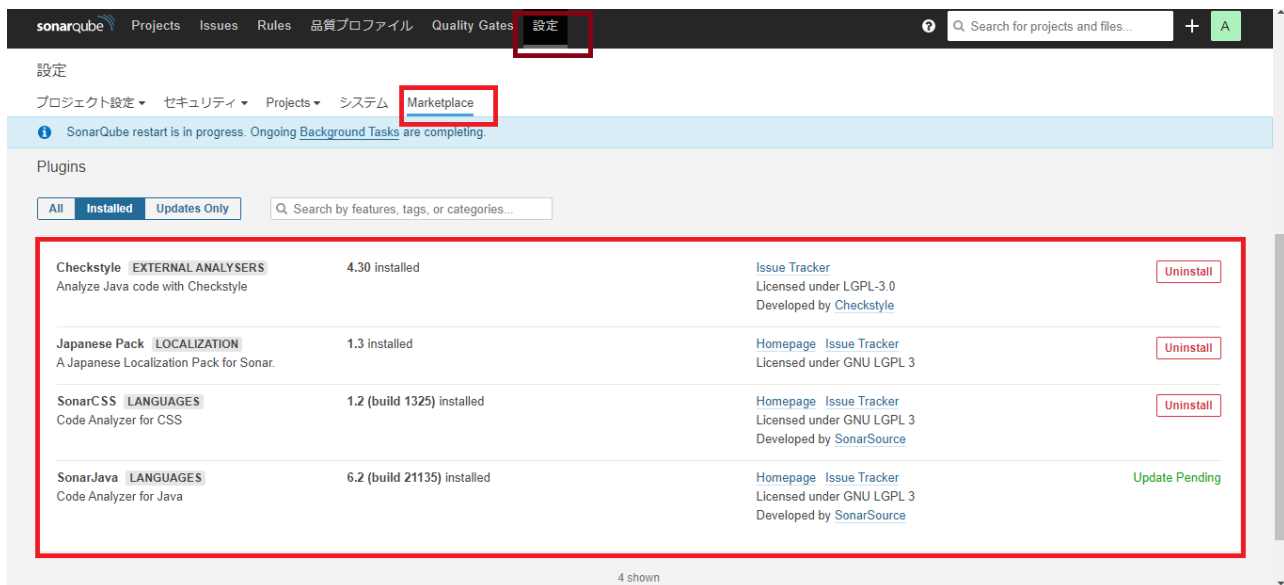 sonarqube Projects Issues Rules 品質プロファイル Quality Gates 設定 Search for projects and files... A
設定
プロジェクト設定 セキュリティ Projects システム Marketplace
SonarQube restart is in progress. Ongoing Background Tasks are completing.
Plugins
All Installed Updates Only Search by features, tags, or categories...
Checkstyle EXTERNAL ANALYSERS 4.30 installed Issue Tracker Uninstall
Analyze Java code with Checkstyle Licensed under LGPL-3.0
Developed by Checkstyle
Japanese Pack LOCALIZATION 1.3 installed Homepage Issue Tracker Uninstall
A Japanese Localization Pack for Sonar. Licensed under GNU LGPL 3
SonarCSS LANGUAGES 1.2 (build 1325) installed Homepage Issue Tracker Uninstall
Code Analyzer for CSS Licensed under GNU LGPL 3
Developed by SonarSource
SonarJava LANGUAGES 6.2 (build 21135) installed Homepage Issue Tracker Update Pending
Code Analyzer for Java Licensed under GNU LGPL 3
Developed by SonarSource
4 shown